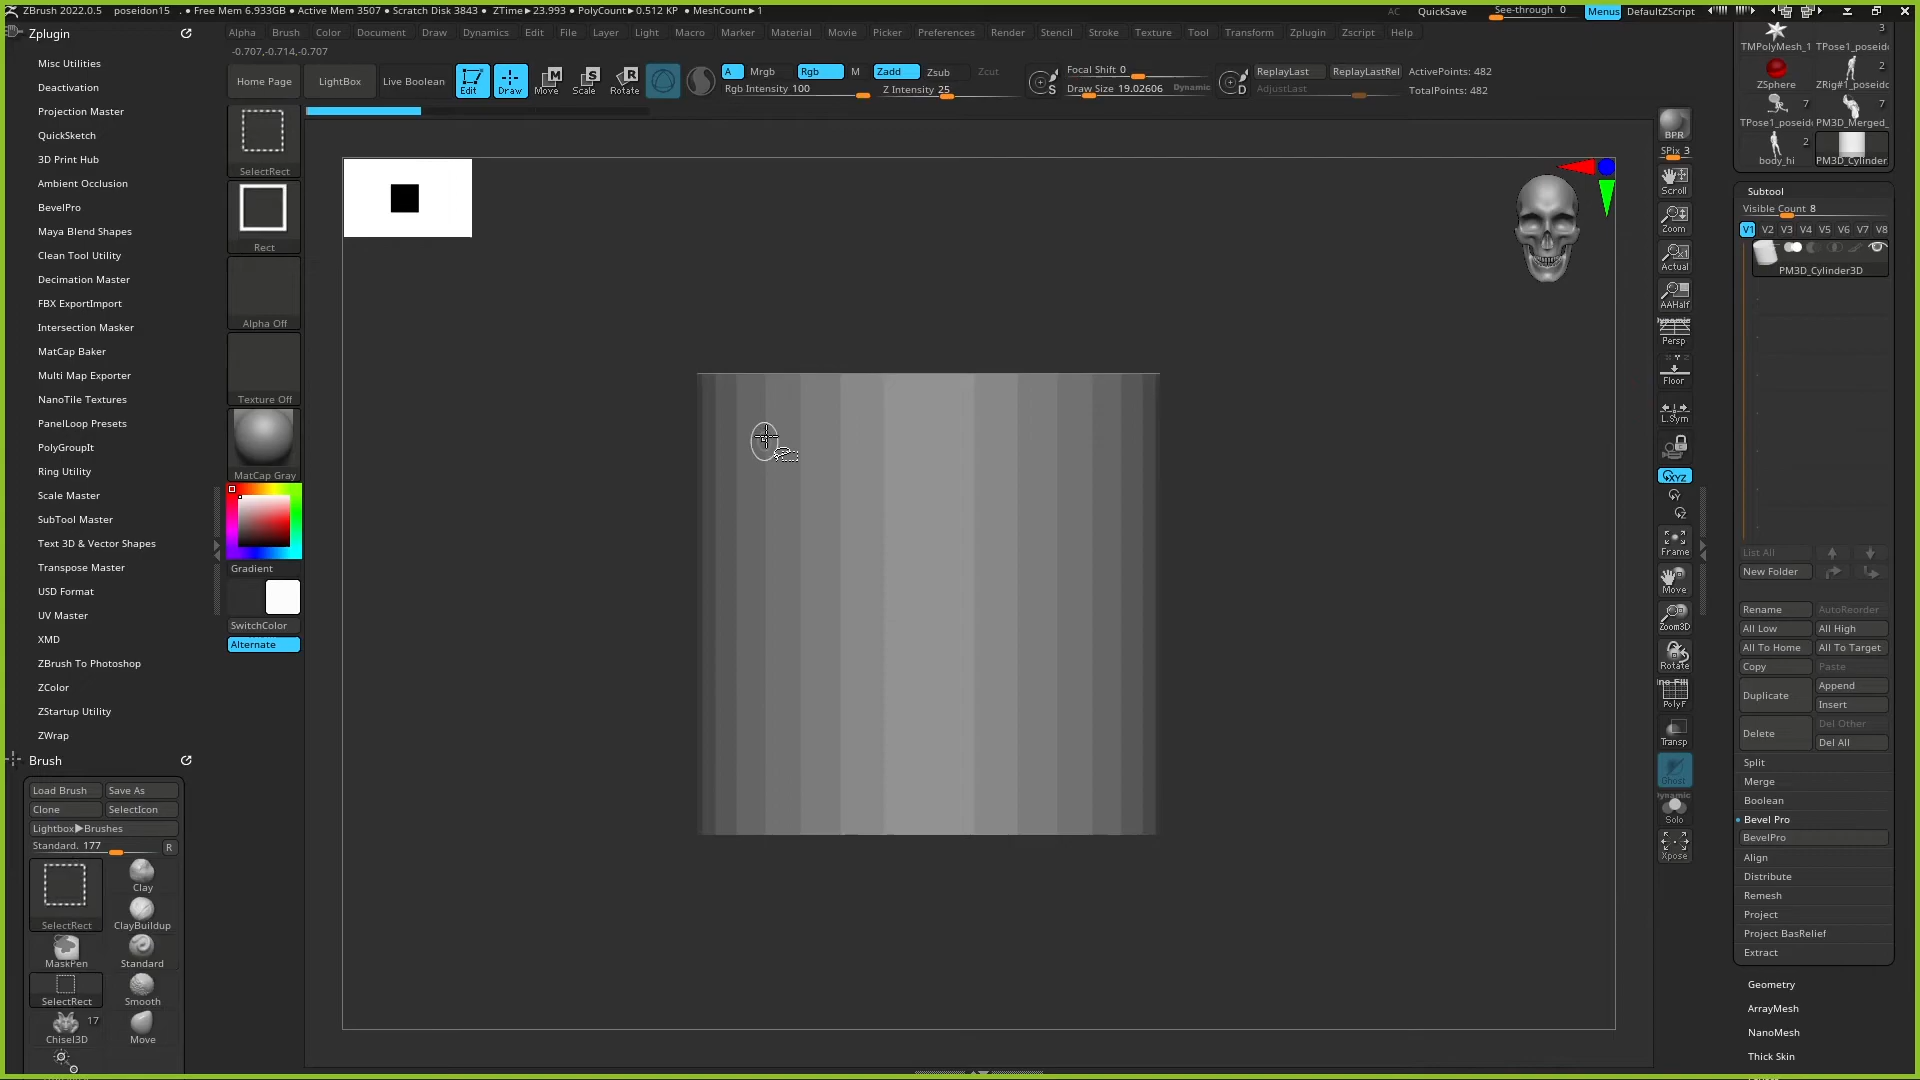 ZBrush 2022.0.5 poseidon15 . • Free Mem 6.933GB • Active Mem 3507 • Scratch Disk 3843 • ZTime▶23.993 • PolyCount▶0.512 KP • MeshCount▶1
AC QuickSave See-through 0 Menus DefaultZScript
Zplugin
Alpha Brush Color Document Draw Dynamics Edit File Layer Light Macro Marker Material Movie Picker Preferences Render Stencil Stroke Texture Tool Transform Zplugin Zscript Help
-0.707,-0.714,-0.707
Home Page
LightBox
Live Boolean
Edit
Draw
Move
Scale
Rotate
A
Mrgb
Rgb
M
Zadd
Zsub
Zcut
Rgb Intensity 100
Z Intensity 25
S
Focal Shift 0
Draw Size 19.02606
Dynamic
D
ReplayLast
ReplayLastRel
AdjustLast
ActivePoints: 482
TotalPoints: 482
Misc Utilities
Deactivation
Projection Master
QuickSketch
3D Print Hub
Ambient Occlusion
BevelPro
Maya Blend Shapes
Clean Tool Utility
Decimation Master
FBX ExportImport
Intersection Masker
MatCap Baker
Multi Map Exporter
NanoTile Textures
PanelLoop Presets
PolyGroupIt
Ring Utility
Scale Master
SubTool Master
Text 3D & Vector Shapes
Transpose Master
USD Format
UV Master
XMD
ZBrush To Photoshop
ZColor
ZStartup Utility
ZWrap
Brush
Load Brush
Save As
Clone
SelectIcon
Lightbox▶Brushes
Standard. 177
R
SelectRect
Clay
ClayBuildup
MaskPen
Standard
SelectRect
Smooth
17
Chisel3D
Move
SelectRect
Rect
Alpha Off
Texture Off
MatCap Gray
Gradient
SwitchColor
Alternate
BPR
SPix 3
Scroll
Zoom
Actual
AAHalf
Dynamic
Persp
Floor
L.Sym
XYZ
Y
Z
Frame
Move
Zoom3D
Rotate
PolyF
Transp
Ghost
Dynamic
Solo
Xpose
3
TMPolyMesh_1
TPose1_poseido
2
ZSphere
ZRig#1_poseido
7
7
TPose1_poseido
PM3D_Merged_
2
body_hi
PM3D_Cylinder
Subtool
Visible Count 8
V1 V2 V3 V4 V5 V6 V7 V8
PM3D_Cylinder3D
List All
New Folder
Rename
AutoReorder
All Low
All High
All To Home
All To Target
Copy
Paste
Duplicate
Append
Insert
Delete
Del Other
Del All
Split
Merge
Boolean
Bevel Pro
BevelPro
Align
Distribute
Remesh
Project
Project BasRelief
Extract
Geometry
ArrayMesh
NanoMesh
Thick Skin